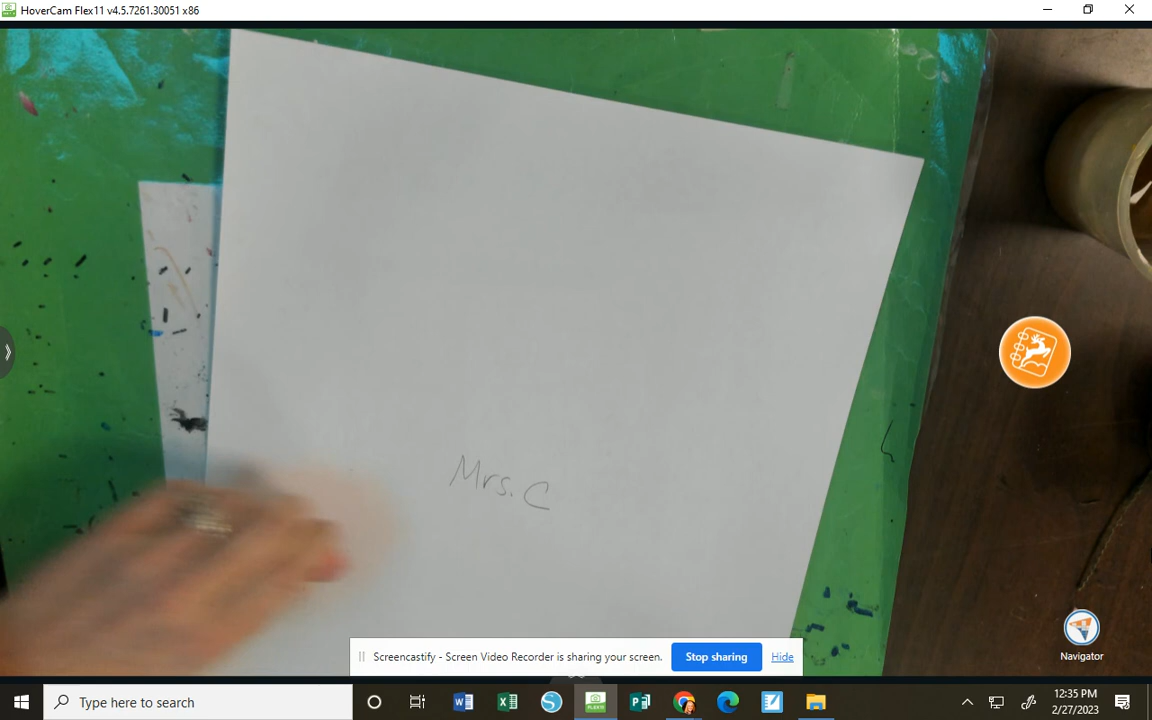 HoverCam Flex11 v4.5.7261.30051 x86
Mrs. C
Navigator
Screencastify - Screen Video Recorder is sharing your screen.
Stop sharing
Hide
Type here to search
12:35 PM
2/27/2023